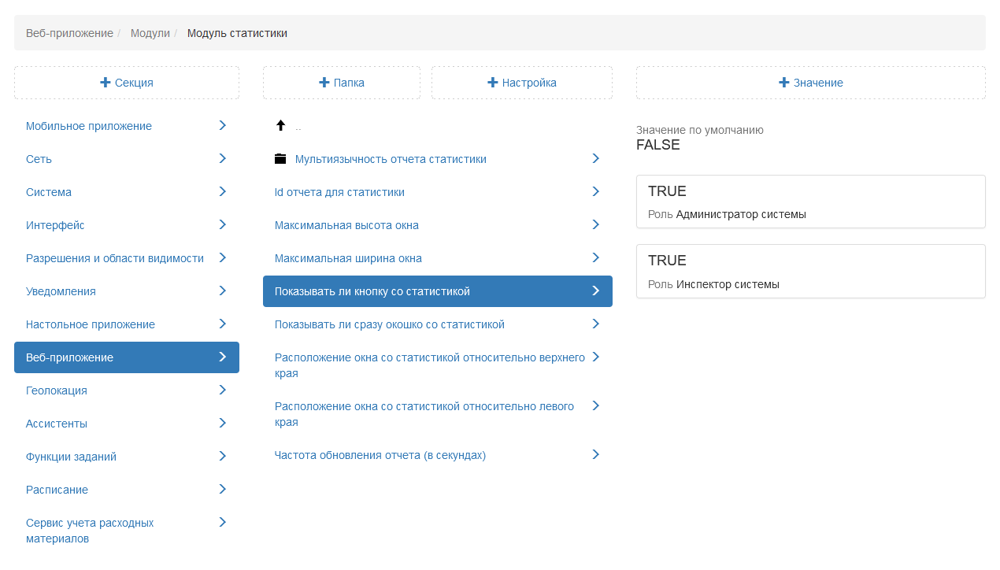 Веб-приложение / Модули / Модуль статистики
Секция
Папка
Настройка
Значение
Мобильное приложение
Сеть
Система
Интерфейс
Разрешения и области видимости
Уведомления
Настольное приложение
Веб-приложение
Геолокация
Ассистенты
Функции заданий
Расписание
Сервис учета расходных
материалов
..
Мультиязычность отчета статистики
Id отчета для статистики
Максимальная высота окна
Максимальная ширина окна
Показывать ли кнопку со статистикой
Показывать ли сразу окошко со статистикой
Расположение окна со статистикой относительно верхнего
края
Расположение окна со статистикой относительно левого
края
Частота обновления отчета (в секундах)
Значение по умолчанию
FALSE
TRUE
Роль Администратор системы
TRUE
Роль Инспектор системы